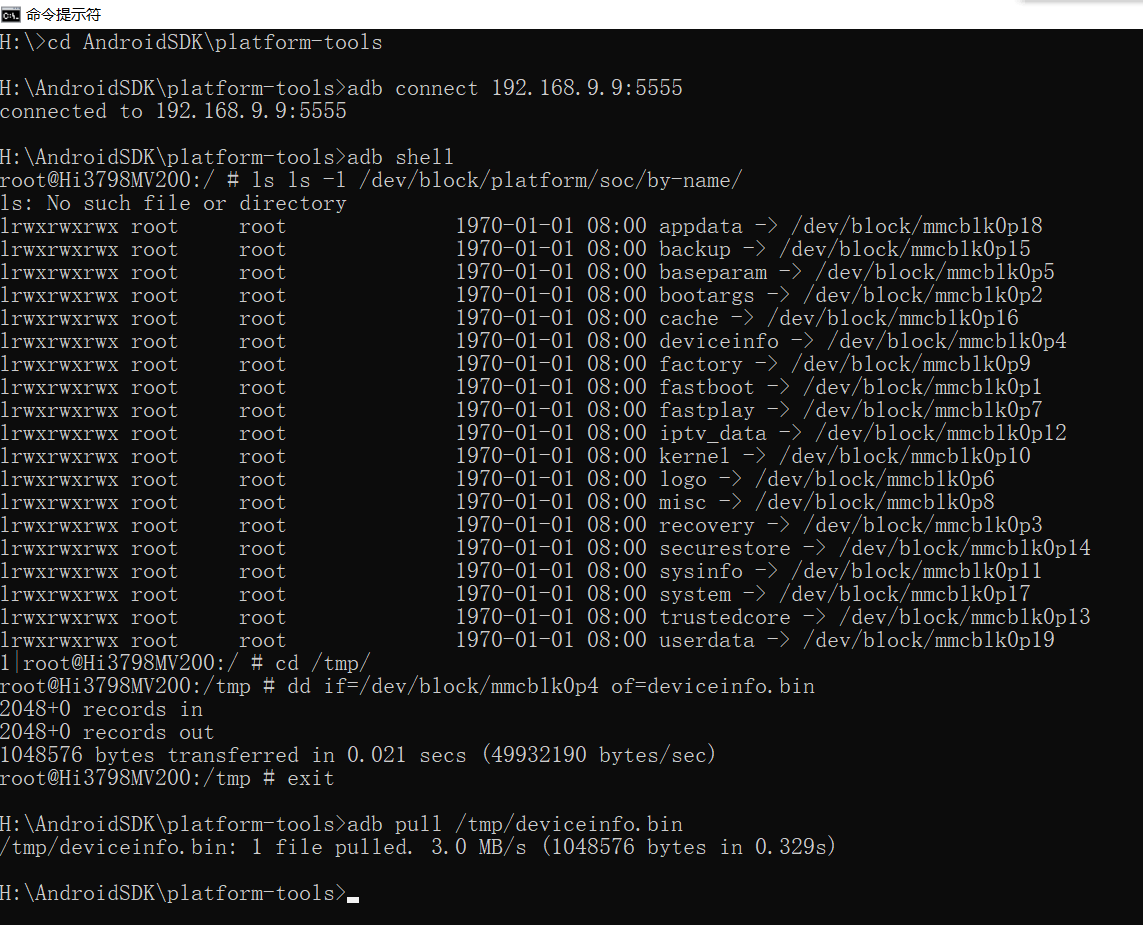 命令提示符
H:\>cd AndroidSDK\platform-tools
H:\AndroidSDK\platform-tools>adb connect 192.168.9.9:5555
connected to 192.168.9.9:5555
H:\AndroidSDK\platform-tools>adb shell
root@Hi3798MV200:/ # ls ls -l /dev/block/platform/soc/by-name/
ls: No such file or directory
lrwxrwxrwx root     root              1970-01-01 08:00 appdata -> /dev/block/mmcblk0p18
lrwxrwxrwx root     root              1970-01-01 08:00 backup -> /dev/block/mmcblk0p15
lrwxrwxrwx root     root              1970-01-01 08:00 baseparam -> /dev/block/mmcblk0p5
lrwxrwxrwx root     root              1970-01-01 08:00 bootargs -> /dev/block/mmcblk0p2
lrwxrwxrwx root     root              1970-01-01 08:00 cache -> /dev/block/mmcblk0p16
lrwxrwxrwx root     root              1970-01-01 08:00 deviceinfo -> /dev/block/mmcblk0p4
lrwxrwxrwx root     root              1970-01-01 08:00 factory -> /dev/block/mmcblk0p9
lrwxrwxrwx root     root              1970-01-01 08:00 fastboot -> /dev/block/mmcblk0p1
lrwxrwxrwx root     root              1970-01-01 08:00 fastplay -> /dev/block/mmcblk0p7
lrwxrwxrwx root     root              1970-01-01 08:00 iptv_data -> /dev/block/mmcblk0p12
lrwxrwxrwx root     root              1970-01-01 08:00 kernel -> /dev/block/mmcblk0p10
lrwxrwxrwx root     root              1970-01-01 08:00 logo -> /dev/block/mmcblk0p6
lrwxrwxrwx root     root              1970-01-01 08:00 misc -> /dev/block/mmcblk0p8
lrwxrwxrwx root     root              1970-01-01 08:00 recovery -> /dev/block/mmcblk0p3
lrwxrwxrwx root     root              1970-01-01 08:00 securestore -> /dev/block/mmcblk0p14
lrwxrwxrwx root     root              1970-01-01 08:00 sysinfo -> /dev/block/mmcblk0p11
lrwxrwxrwx root     root              1970-01-01 08:00 system -> /dev/block/mmcblk0p17
lrwxrwxrwx root     root              1970-01-01 08:00 trustedcore -> /dev/block/mmcblk0p13
lrwxrwxrwx root     root              1970-01-01 08:00 userdata -> /dev/block/mmcblk0p19
1|root@Hi3798MV200:/ # cd /tmp/
root@Hi3798MV200:/tmp # dd if=/dev/block/mmcblk0p4 of=deviceinfo.bin
2048+0 records in
2048+0 records out
1048576 bytes transferred in 0.021 secs (49932190 bytes/sec)
root@Hi3798MV200:/tmp # exit
H:\AndroidSDK\platform-tools>adb pull /tmp/deviceinfo.bin
/tmp/deviceinfo.bin: 1 file pulled. 3.0 MB/s (1048576 bytes in 0.329s)
H:\AndroidSDK\platform-tools>